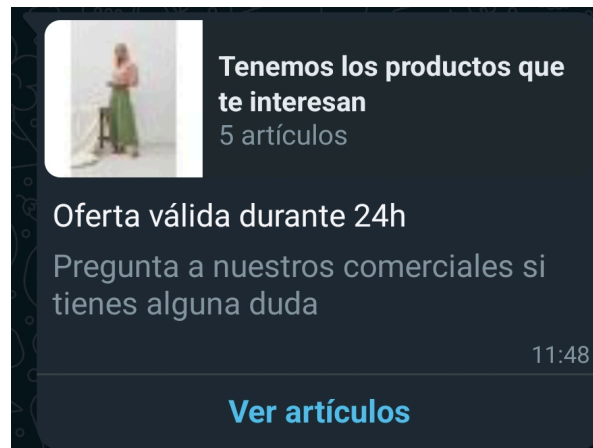 Tenemos los productos que
te interesan
5 artículos
Oferta válida durante 24h
Pregunta a nuestros comerciales si
tienes alguna duda
11:48
Ver artículos